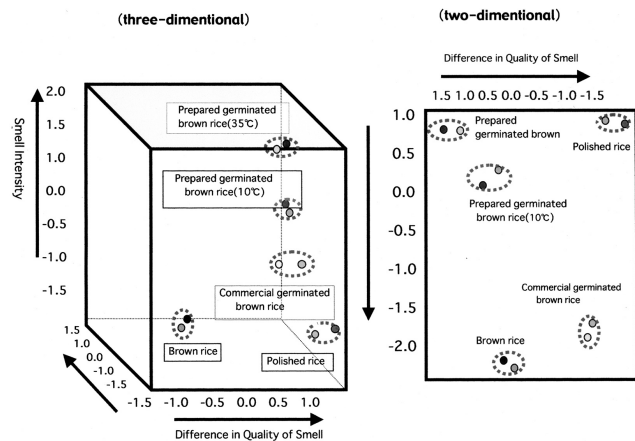 (three-dimentional)
(two-dimentional)
Difference in Quality of Smell
1.5 1.0 0.5 0.0 -1.0 -1.5
Smell Intensity
2.0
1.5
1.0
0.0
-0.5
-1.0
-1.5
Prepared germinated
brown rice(35℃)
Prepared germinated
brown rice(10℃)
Commercial germinated
brown rice
Brown rice
Polished rice
1.5
1.0
0.0
-1.0
-1.5
-1.5 -1.0 -0.5 0.0 0.5 1.0
Difference in Quality of Smell
1.0
0.5
0.0
-0.5
-1.0
-1.5
-2.0
Prepared
germinated brown
Polished rice
Prepared germinated
brown rice(10℃)
Commercial germinated
brown rice
Brown rice